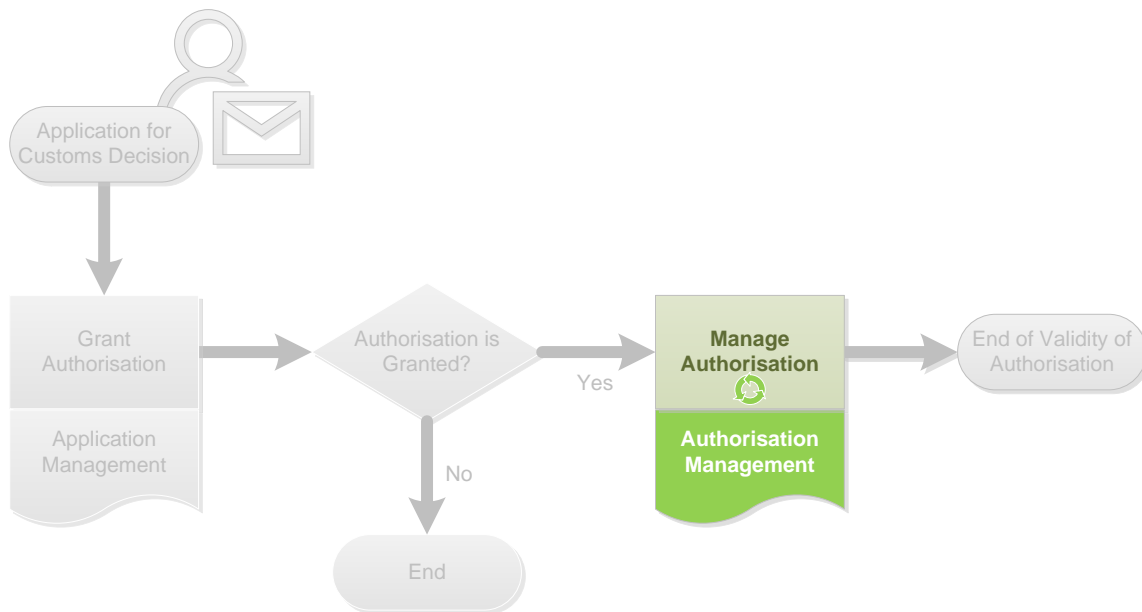 Application for
Customs Decision
Grant
Authorisation
Application
Management
Authorisation is
Granted?
Yes
No
End
Manage
Authorisation
Authorisation
Management
End of Validity of
Authorisation